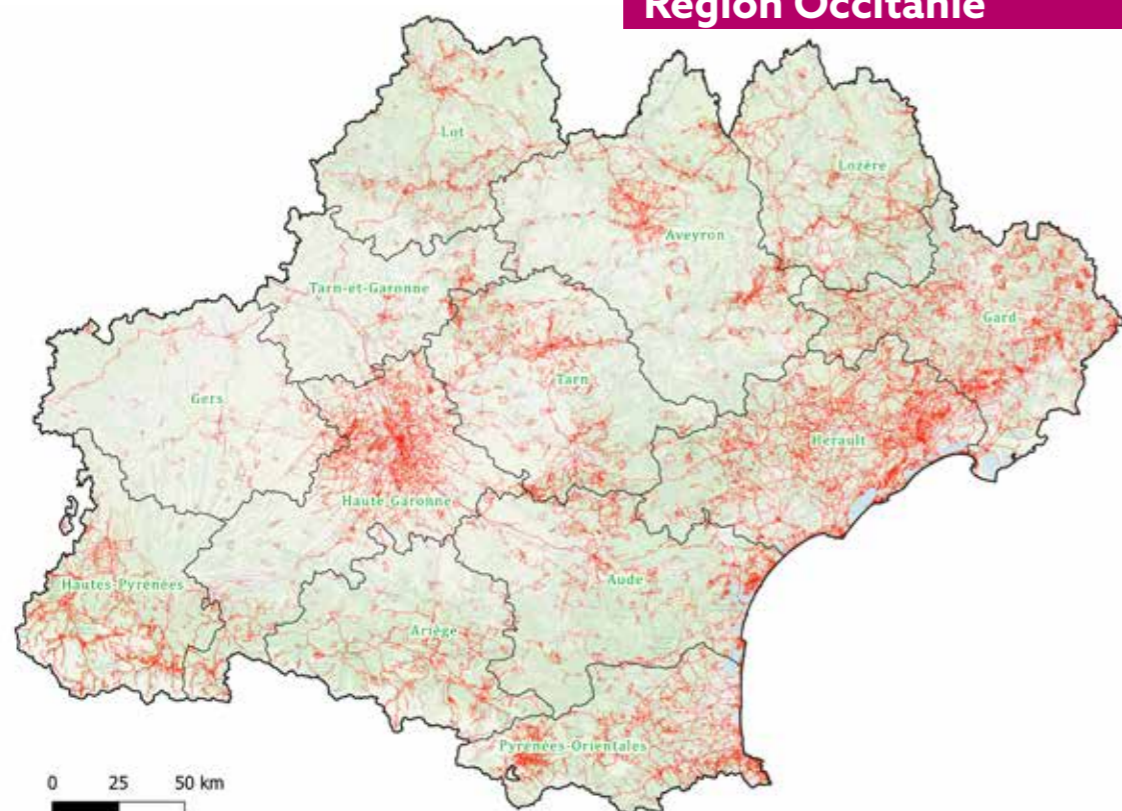 Région Occitanie
Lot
Lozère
Aveyron
Tarn-et-Garonne
Gard
Tarn
Gers
Hérault
Haute-Garonne
Aude
Hautes-Pyrénées
Ariège
Pyrénées-Orientales
0 25 50 km